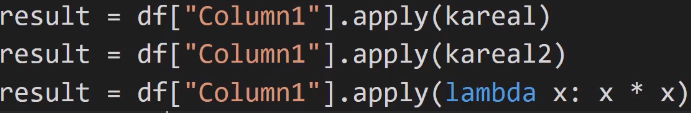 result = df["Column1"].apply(kareal)
result = df["Column1"].apply(kareal2)
result = df["Column1"].apply(lambda x: x * x)